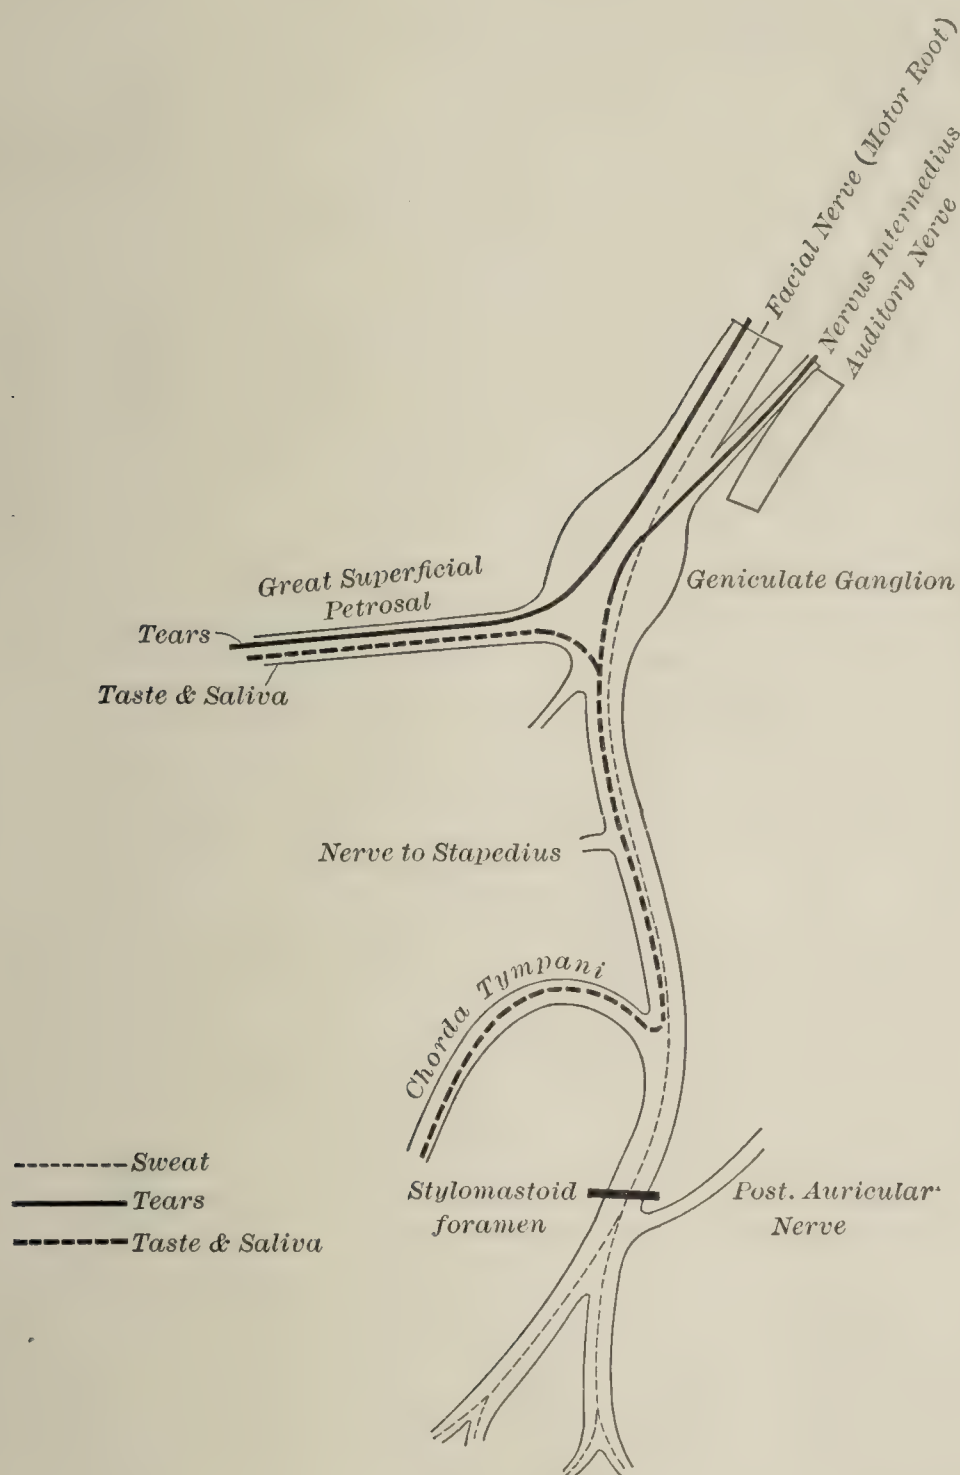 Facial Nerve (Motor Root)
Nervus Intermedius
Auditory Nerve
Great Superficial
Petrosal
Geniculate Ganglion
Tears
Taste & Saliva
Nerve to Stapedius
Chorda Tympani
Sweat
Tears
Taste & Saliva
Stylomastoid
foramen
Post. Auricular
Nerve